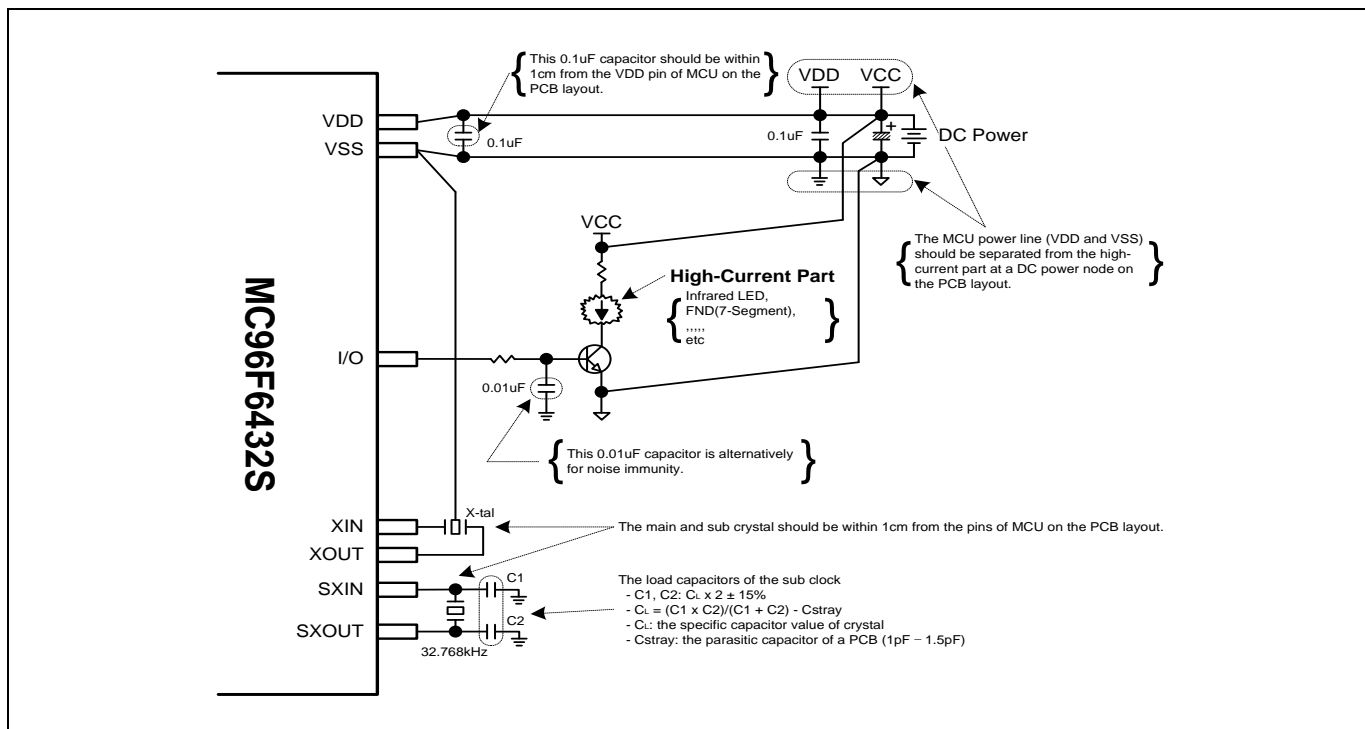 This 0.1uF capacitor should be within
1cm from the VDD pin of MCU on the
PCB layout.
VDD
VCC
VDD
VSS
0.1uF
0.1uF
+
DC Power
VCC
The MCU power line (VDD and VSS)
should be separated from the high-
current part at a DC power node on
the PCB layout.
High-Current Part
Infrared LED,
FND(7-Segment),
,,,,,
etc
MC96F6432S
I/O
0.01uF
This 0.01uF capacitor is alternatively
for noise immunity.
X-tal
XIN
XOUT
The main and sub crystal should be within 1cm from the pins of MCU on the PCB layout.
SXIN
SXOUT
C1
C2
32.768kHz
The load capacitors of the sub clock
- C1, C2: CL x 2 ± 15%
- CL = (C1 x C2)/(C1 + C2) - Cstray
- CL: the specific capacitor value of crystal
- Cstray: the parasitic capacitor of a PCB (1pF – 1.5pF)